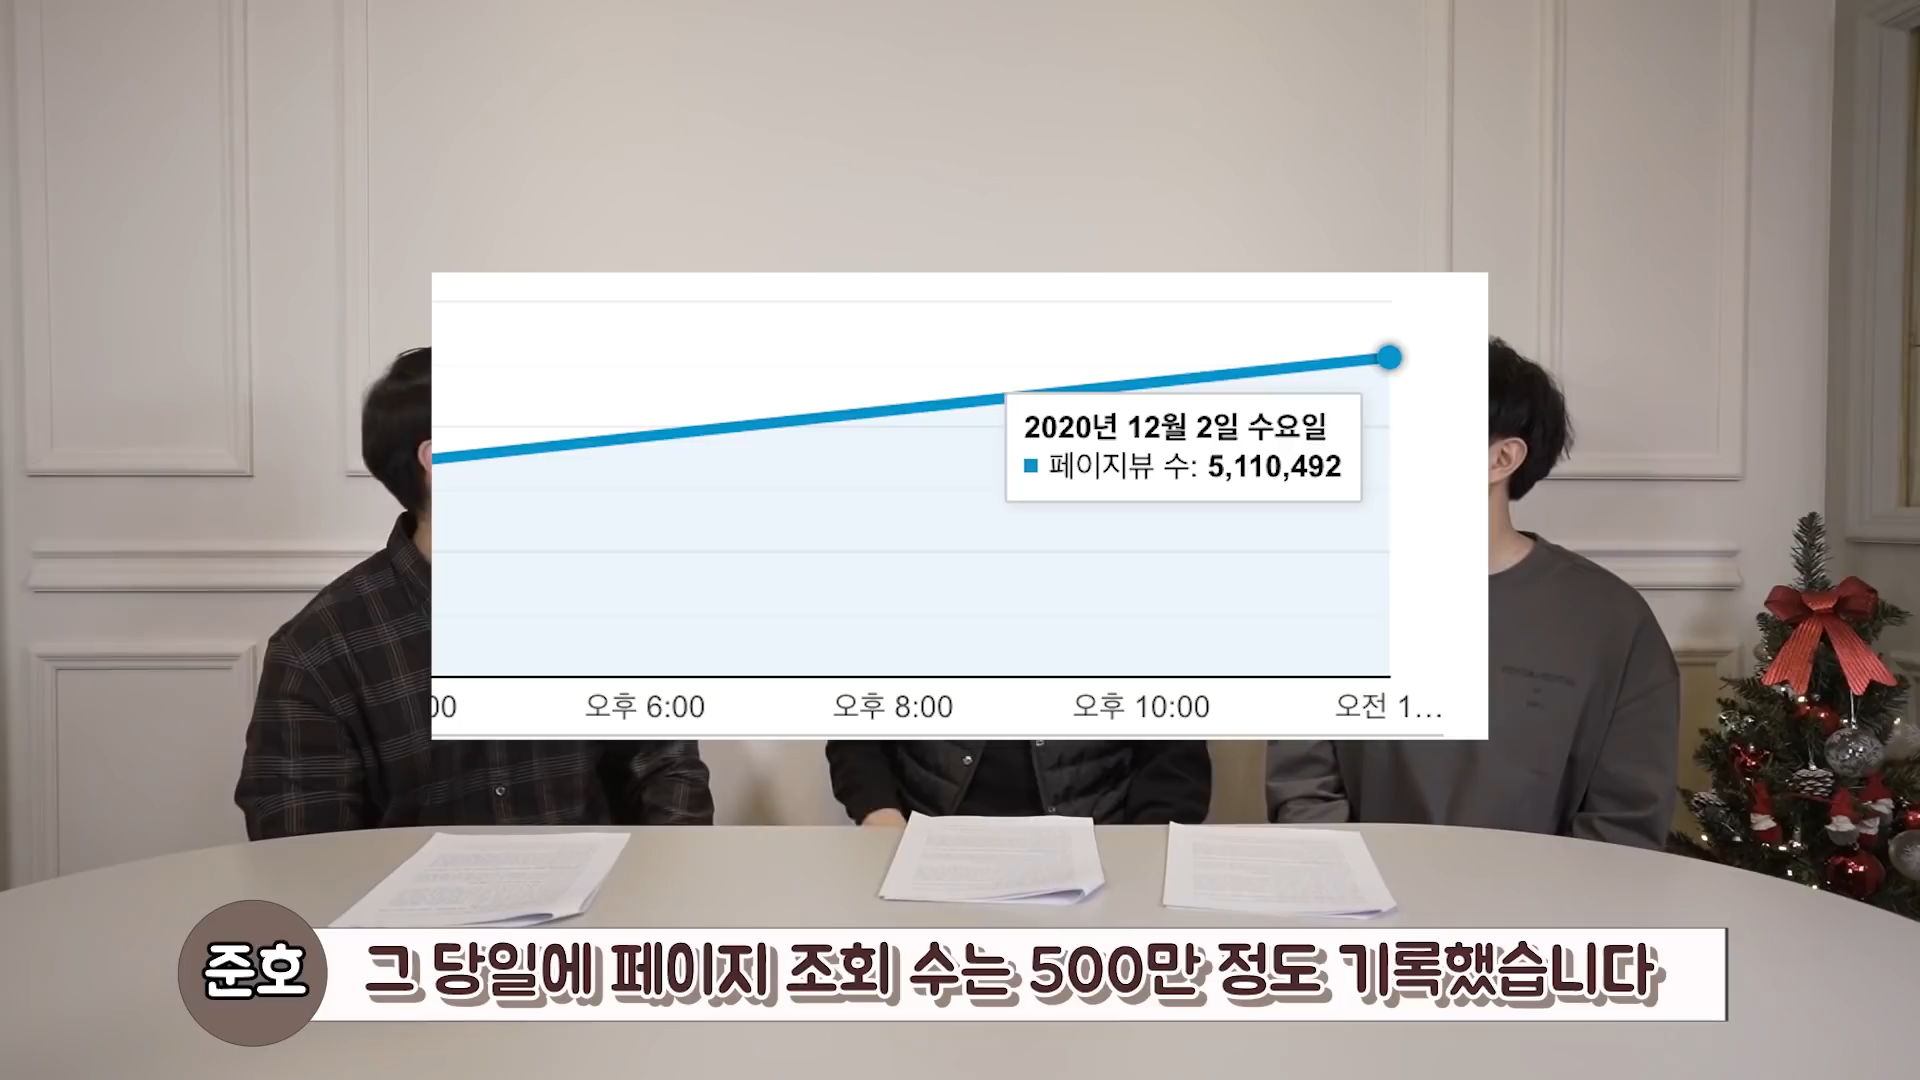 2020년 12월 2일 수요일
페이지뷰 수: 5,110,492
00
오후 6:00
오후 8:00
오후 10:00
오전 1...
준호
그 당일에 페이지 조회 수는 500만 정도 기록했습니다